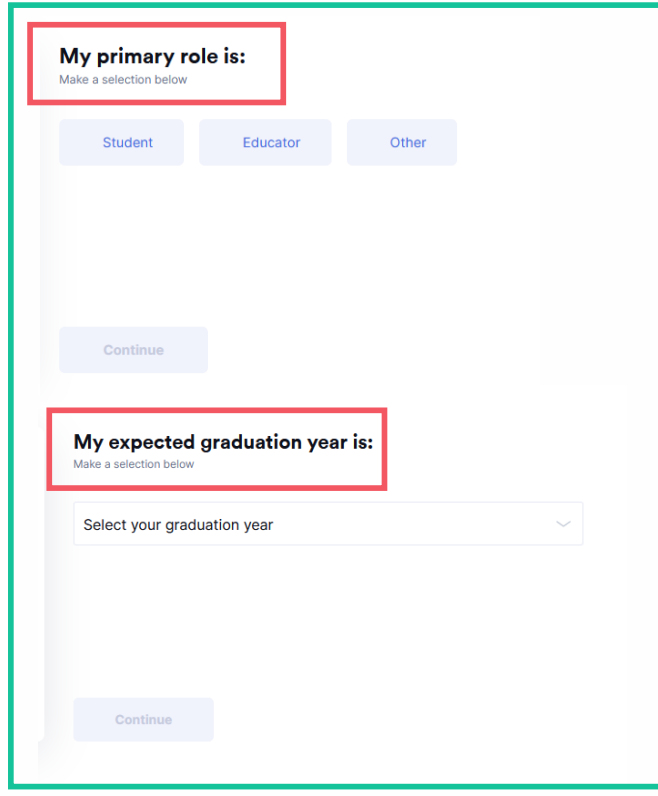 My primary role is:
Make a selection below
Student Educator Other
Continue
My expected graduation year is:
Make a selection below
Select your graduation year
Continue